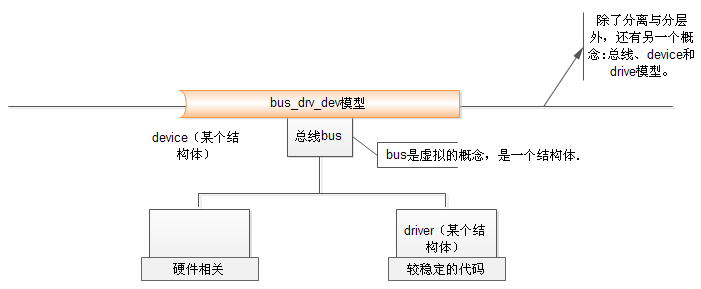 除了分离与分层
外，还有另一个概
念:总线、device和
drive模型。
bus_drv_dev模型
device（某个结
构体）
总线bus
bus是虚拟的概念，是一个结构体.
driver（某个结
构体）
硬件相关
较稳定的代码